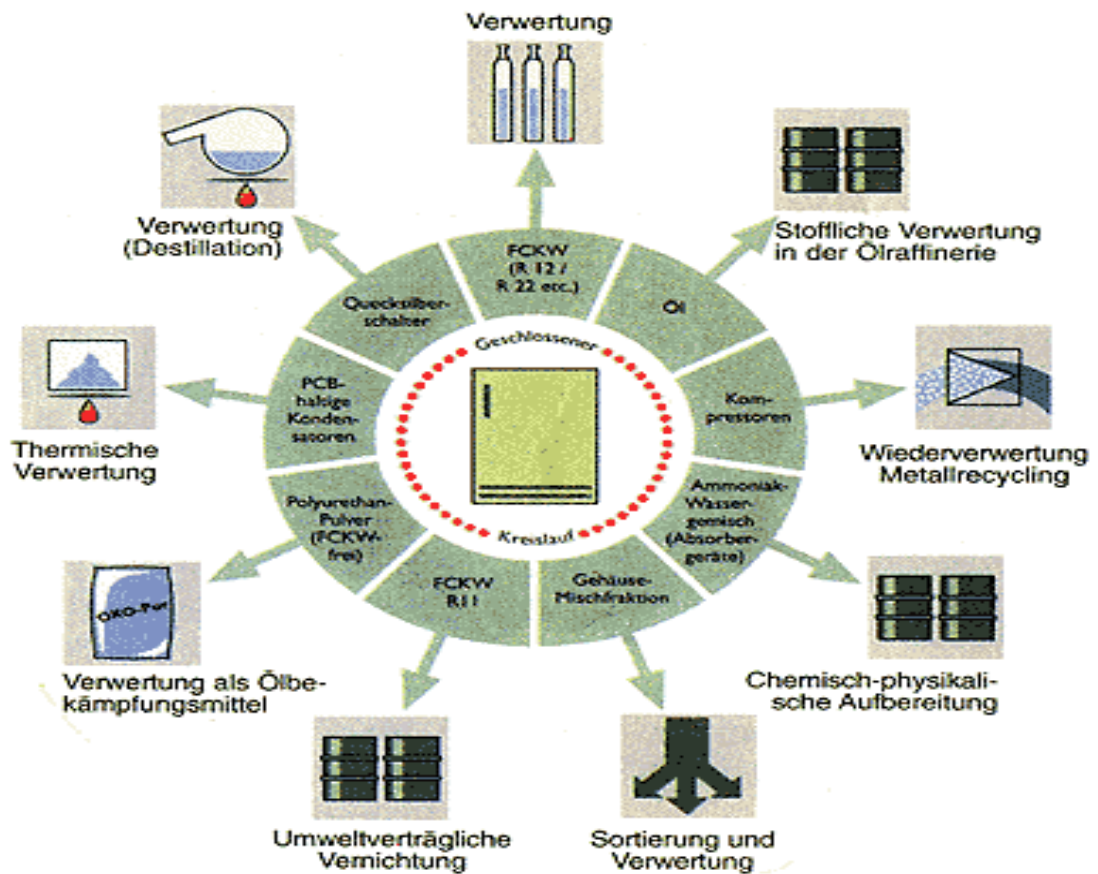 Verwertung
Verwertung
(Destillation)
Stoffliche Verwertung
in der Ölraffinerie
FCKW
(R 12 /
R 22 etc.)
Öl
Quecksilber-
schalter
Geschlossener
PCB-
haltige
Konden-
satoren
Kom-
pressoren
Thermische
Verwertung
Wiederverwertung
Metallrecycling
Polyurethan-
Pulver
(FCKW-
frei)
Ammoniak-
Wasser-
gemisch
(Absorber-
geräte)
Kreislauf
FCKW
R11
Gehäuse-
Mischfraktion
ÖKO-Pur
Verwertung als Ölbe-
kämpfungsmittel
Chemisch-physikali-
sche Aufbereitung
Umweltverträgliche
Vernichtung
Sortierung und
Verwertung